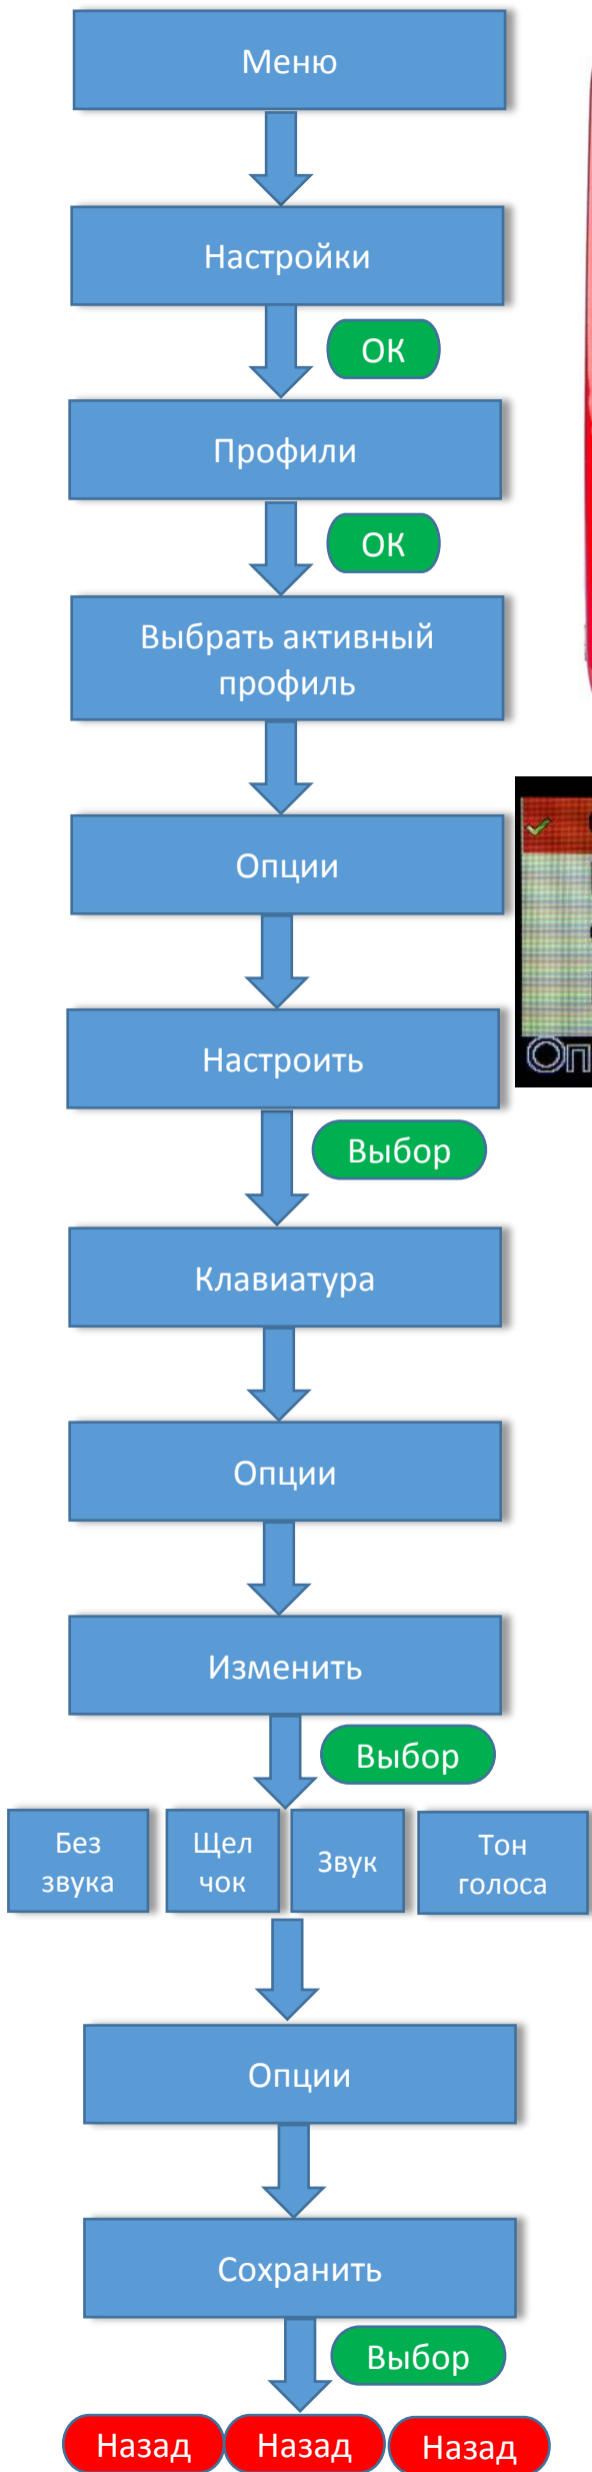 Меню
Настройки
ОК
Профили
ОК
Выбрать активный
профиль
Опции
Настроить
Выбор
Клавиатура
Опции
Изменить
Выбор
Без
звука
Щел
чок
Звук
Тон
голоса
Опции
Сохранить
Выбор
Назад Назад Назад